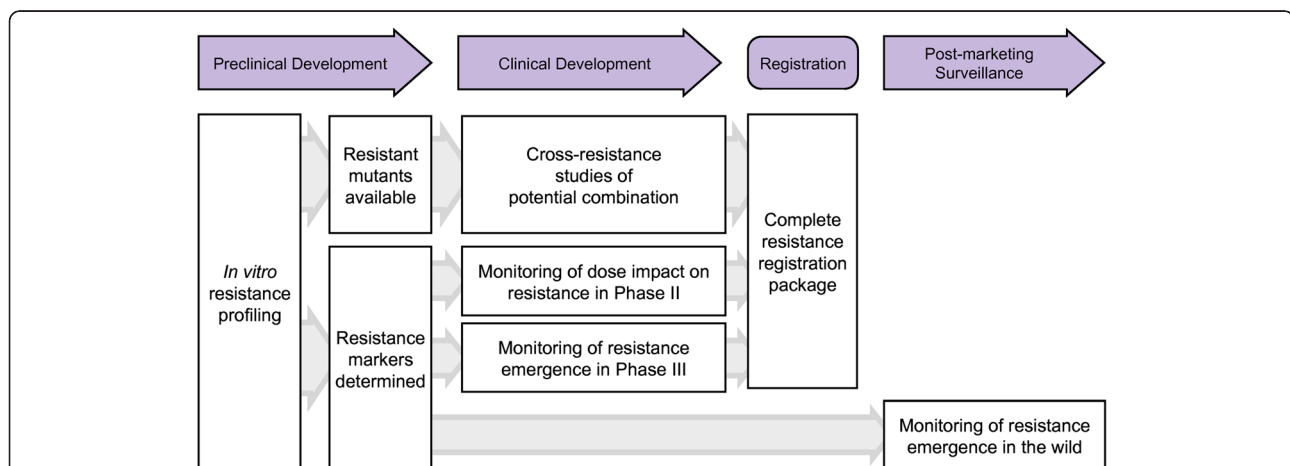 Preclinical Development
Clinical Development
Registration
Post-marketing
Surveillance
In vitro
resistance
profiling
Resistant
mutants
available
Cross-resistance
studies of
potential combination
Complete
resistance
registration
package
Resistance
markers
determined
Monitoring of dose impact on
resistance in Phase II
Monitoring of resistance
emergence in Phase III
Monitoring of resistance
emergence in the wild